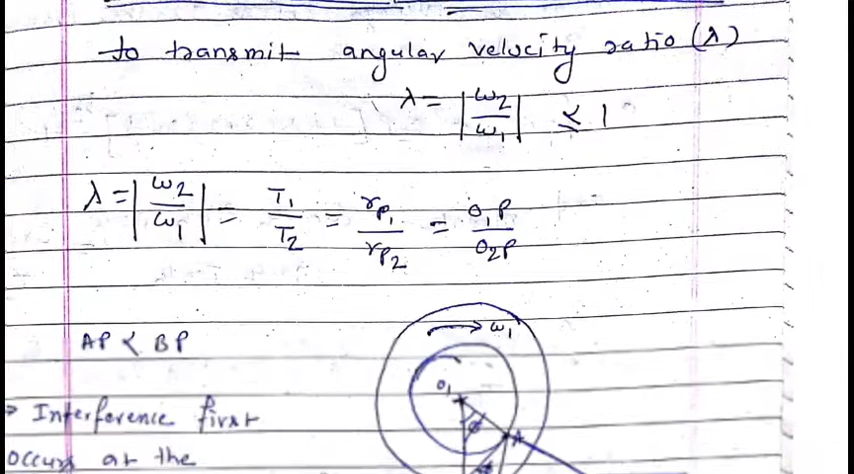 to transmit angular velocity ratio (λ)
λ = |ω2/ω1| ≤ 1
λ = |ω2/ω1| = T1/T2 = rp1/rp2 = O1P/O2P
ω1
AP < BP
O1
→ Interference first
φ A
occurs at the